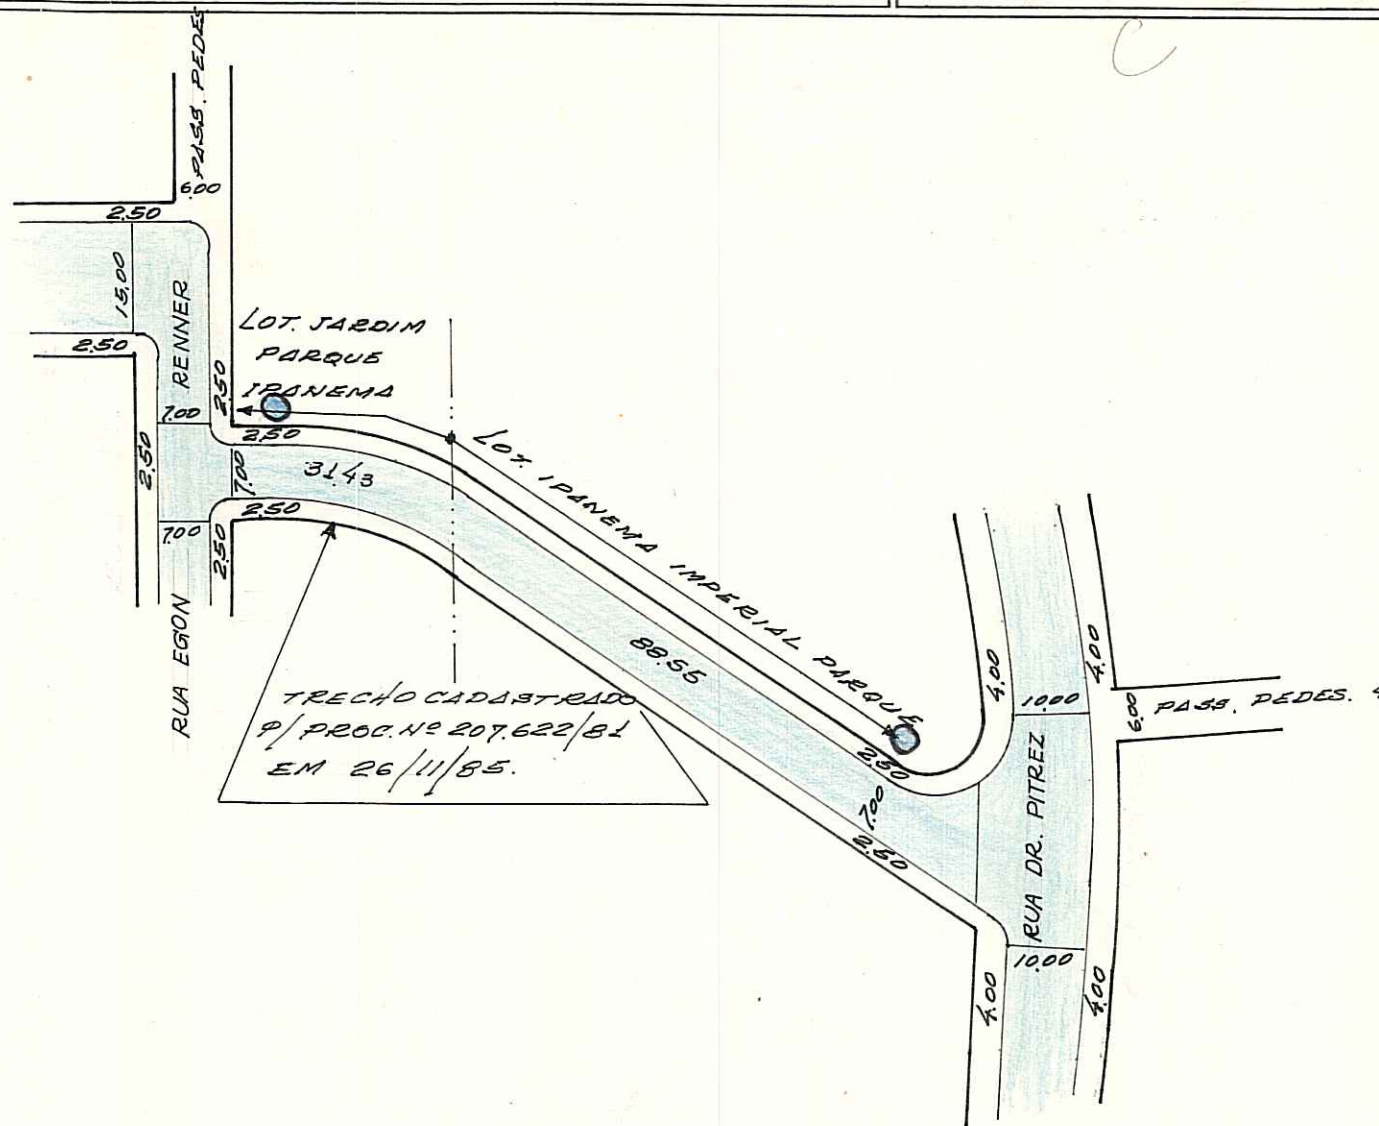 C
PASS. PEDES
6.00
2.50
15.00
2.50
RENNER
2.50
7.00
2.50
LOT. JARDIM
PARQUE
IPANEMA
2.50
31.43
7.00
2.50
7.00
2.50
RUA EGON
LOT. IPANEMA IMPERIAL PARQUE
88.55
TRECHO CADASTRADO
P/ PROC. Nº 207.622/81
EM 26/11/85.
2.50
7.00
2.50
4.00
4.00
10.00
6.00
PASS. PEDES. 4
RUA DR. PITREZ
10.00
4.00
4.00